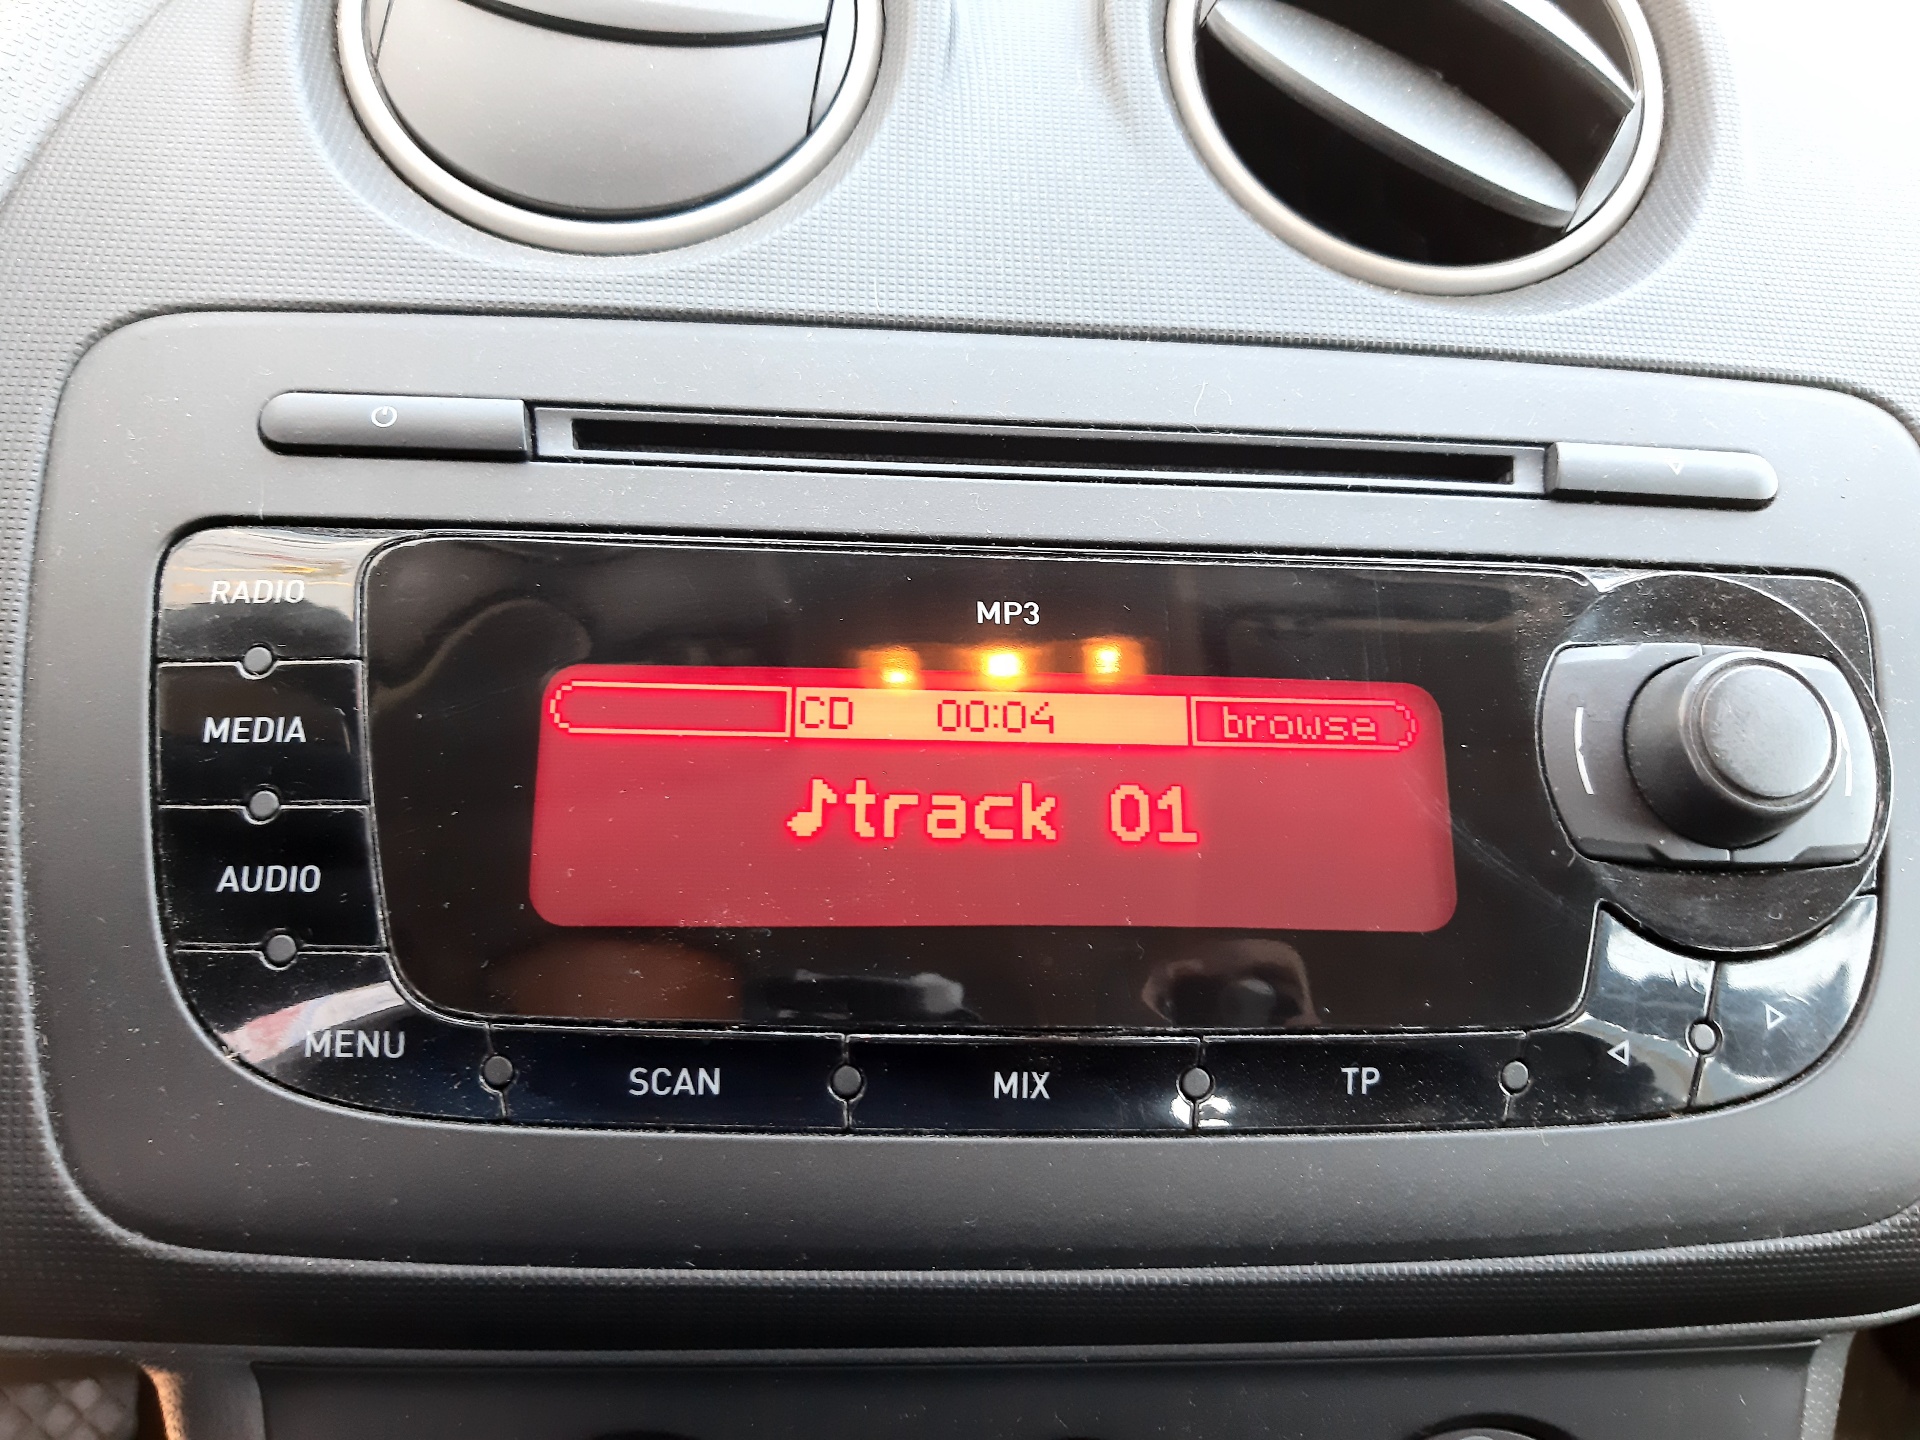 RADIO
MP3
MEDIA
CD 00:04 browse
♪track 01
AUDIO
MENU
SCAN
MIX
TP